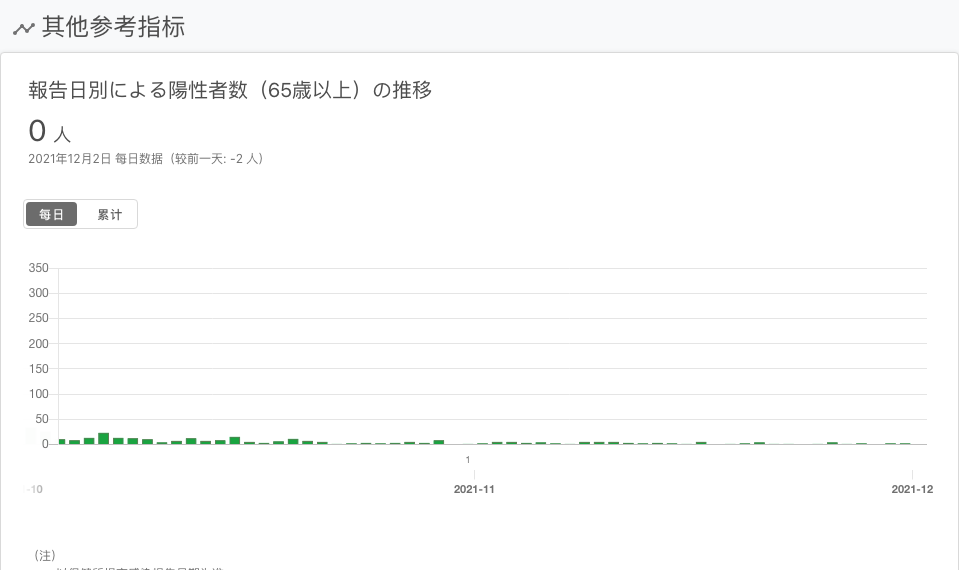 其他参考指标
報告日別による陽性者数（65歳以上）の推移
0 人
2021年12月2日 每日数据（较前一天: -2 人）
每日 累计
350
300
250
200
150
100
50
0
1
-10 2021-11 2021-12
（注）